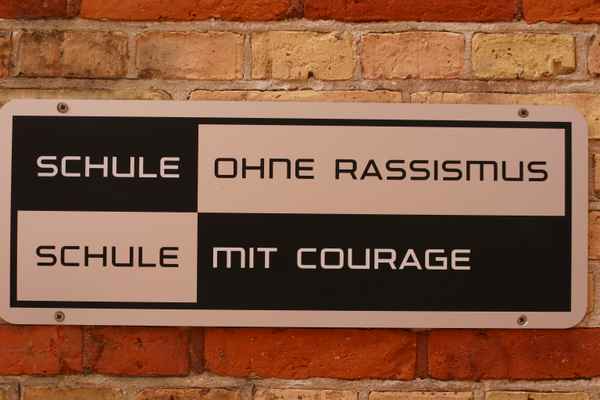 SCHULE OHNE RASSISMUS
SCHULE MIT COURAGE